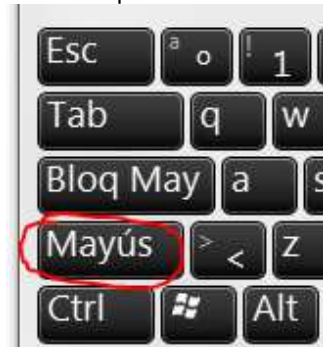 Esc a o ! 1
Tab q w
Bloq May a s
Mayús > < z
Ctrl Alt